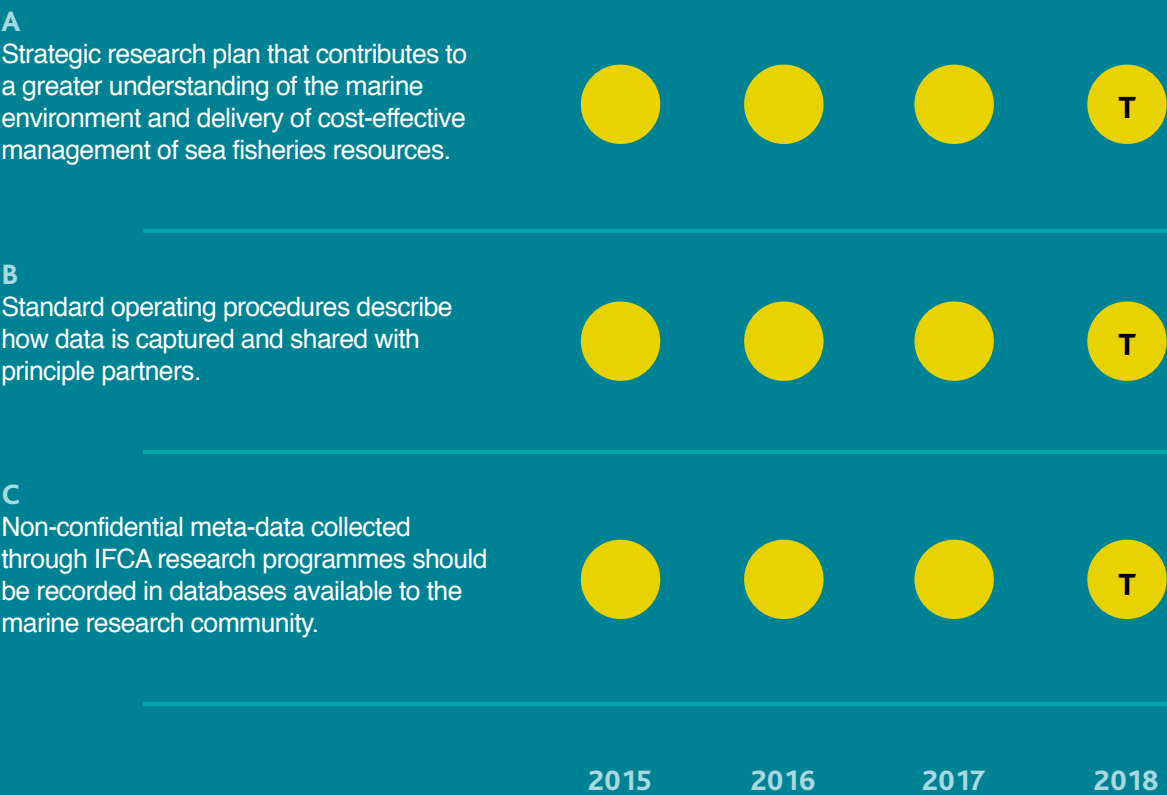 A
Strategic research plan that contributes to
a greater understanding of the marine
environment and delivery of cost-effective
management of sea fisheries resources.
T
B
Standard operating procedures describe
how data is captured and shared with
principle partners.
T
C
Non-confidential meta-data collected
through IFCA research programmes should
be recorded in databases available to the
marine research community.
T
2015 2016 2017 2018